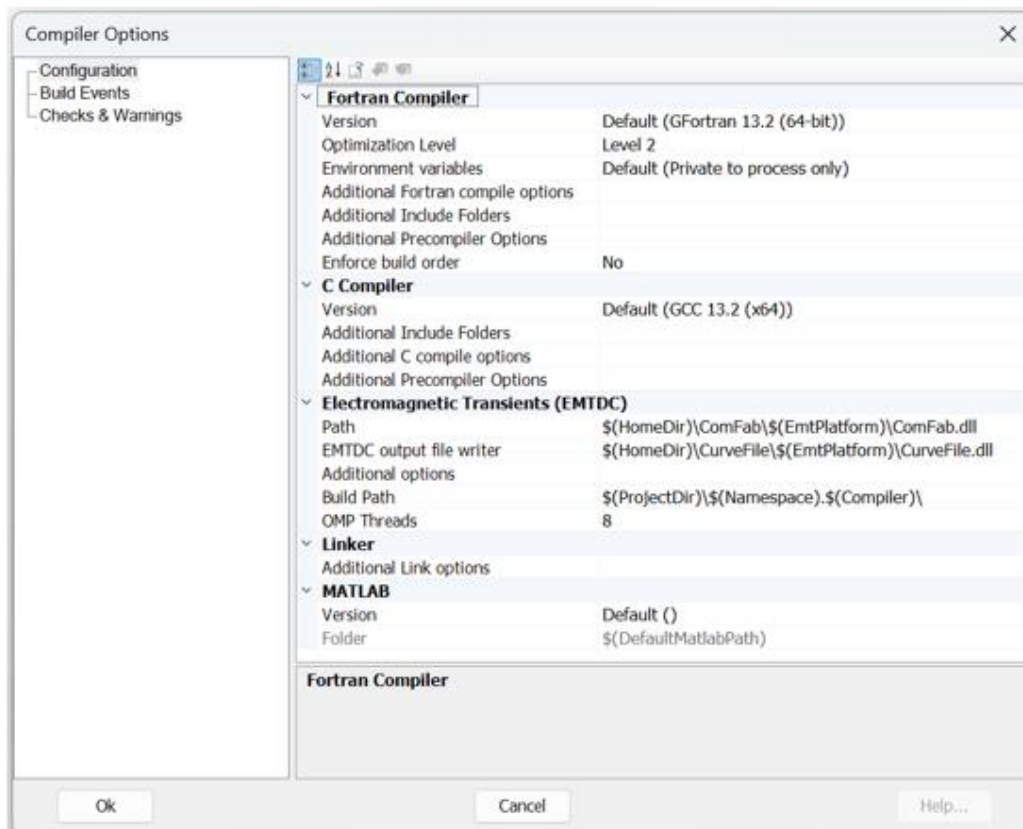 Compiler Options
Configuration
Build Events
Checks & Warnings
Fortran Compiler
Version Default (GFortran 13.2 (64-bit))
Optimization Level Level 2
Environment variables Default (Private to process only)
Additional Fortran compile options
Additional Include Folders
Additional Precompiler Options
Enforce build order No
C Compiler
Version Default (GCC 13.2 (x64))
Additional Include Folders
Additional C compile options
Additional Precompiler Options
Electromagnetic Transients (EMTDC)
Path $(HomeDir)\ComFab\$(EmtPlatform)\ComFab.dll
EMTDC output file writer $(HomeDir)\CurveFile\$(EmtPlatform)\CurveFile.dll
Additional options
Build Path $(ProjectDir)\$(Namespace).$(Compiler)\
OMP Threads 8
Linker
Additional Link options
MATLAB
Version Default ()
Folder $(DefaultMatlabPath)
Fortran Compiler
Ok Cancel Help...